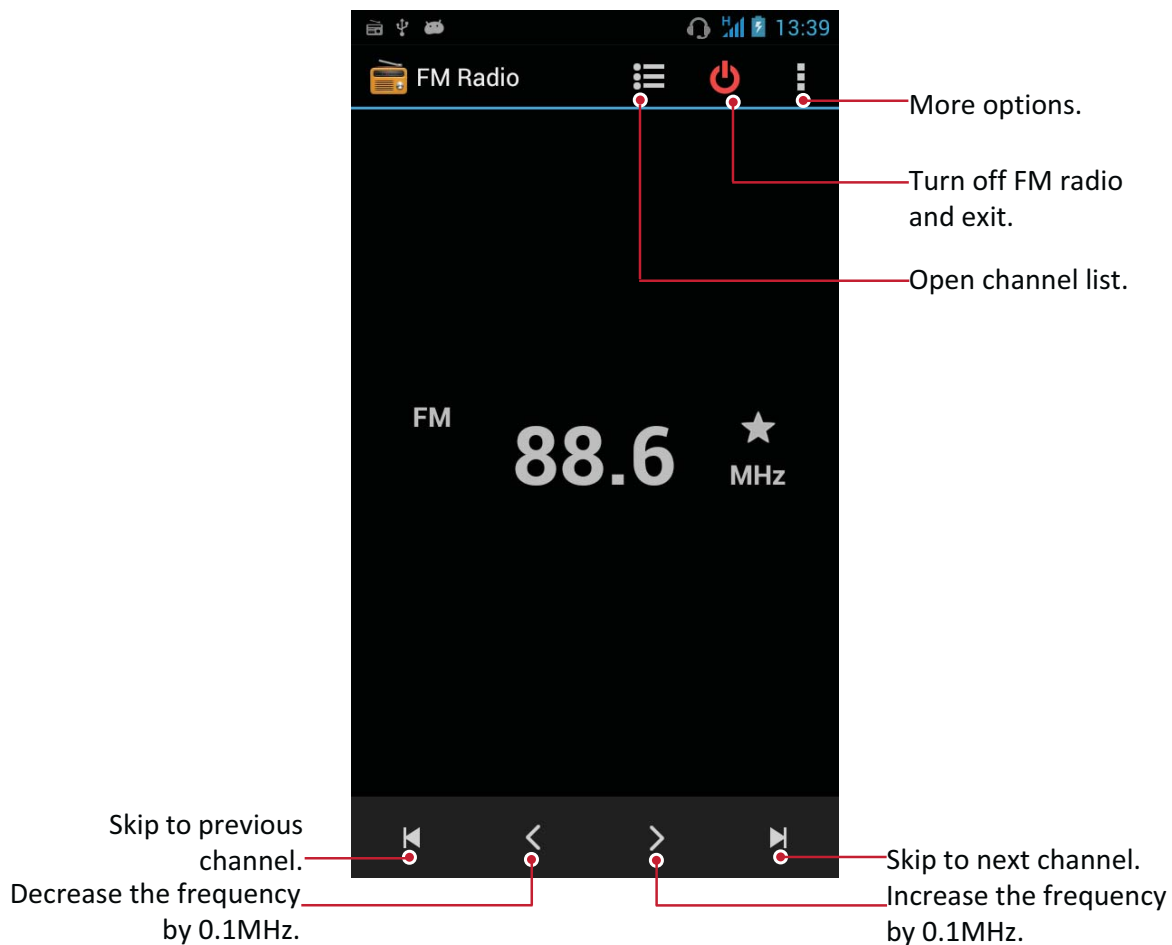 13:39
FM Radio
More options.
Turn off FM radio
and exit.
Open channel list.
FM
88.6
MHz
Skip to previous
channel.
Decrease the frequency
by 0.1MHz.
Skip to next channel.
Increase the frequency
by 0.1MHz.